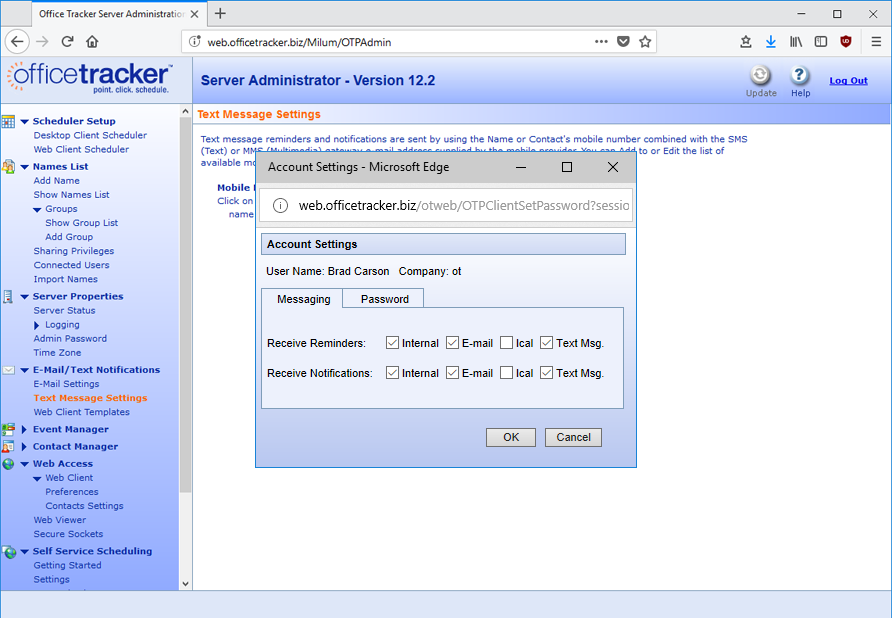 Office Tracker Server Administration
web.officetracker.biz/Milum/OTPAdmin
officetracker™
point. click. schedule.
Server Administrator - Version 12.2
Update
Help
Log Out
Scheduler Setup
Desktop Client Scheduler
Web Client Scheduler
Names List
Add Name
Show Names List
Groups
Show Group List
Add Group
Sharing Privileges
Connected Users
Import Names
Server Properties
Server Status
Logging
Admin Password
Time Zone
E-Mail/Text Notifications
E-Mail Settings
Text Message Settings
Web Client Templates
Event Manager
Contact Manager
Web Access
Web Client
Preferences
Contacts Settings
Web Viewer
Secure Sockets
Self Service Scheduling
Getting Started
Settings
Text Message Settings
Text message reminders and notifications are sent by using the Name or Contact's mobile number combined with the SMS
(Text) or MMS (Multimedia) gateway e-mail address supplied by the mobile provider. You can Add to or Edit the list of
available mo
Mobile
Click on
name
Account Settings - Microsoft Edge
web.officetracker.biz/otweb/OTPClientSetPassword?sessio
Account Settings
User Name: Brad Carson Company: ot
Messaging
Password
Receive Reminders: Internal E-mail Ical Text Msg.
Receive Notifications: Internal E-mail Ical Text Msg.
OK
Cancel